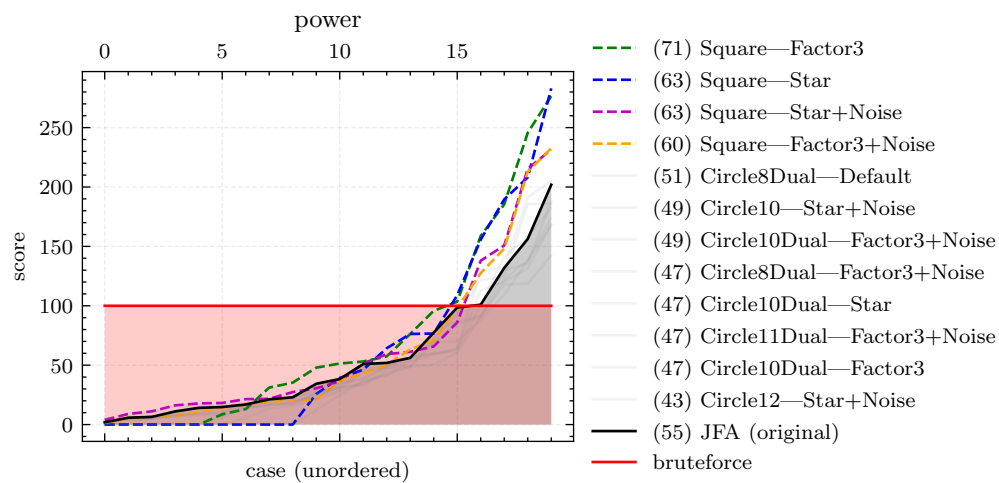 power
0 5 10 15
250
200
150
100
50
0
score
case (unordered)
(71) Square—Factor3
(63) Square—Star
(63) Square—Star+Noise
(60) Square—Factor3+Noise
(51) Circle8Dual—Default
(49) Circle10—Star+Noise
(49) Circle10Dual—Factor3+Noise
(47) Circle8Dual—Factor3+Noise
(47) Circle10Dual—Star
(47) Circle11Dual—Factor3+Noise
(47) Circle10Dual—Factor3
(43) Circle12—Star+Noise
(55) JFA (original)
bruteforce